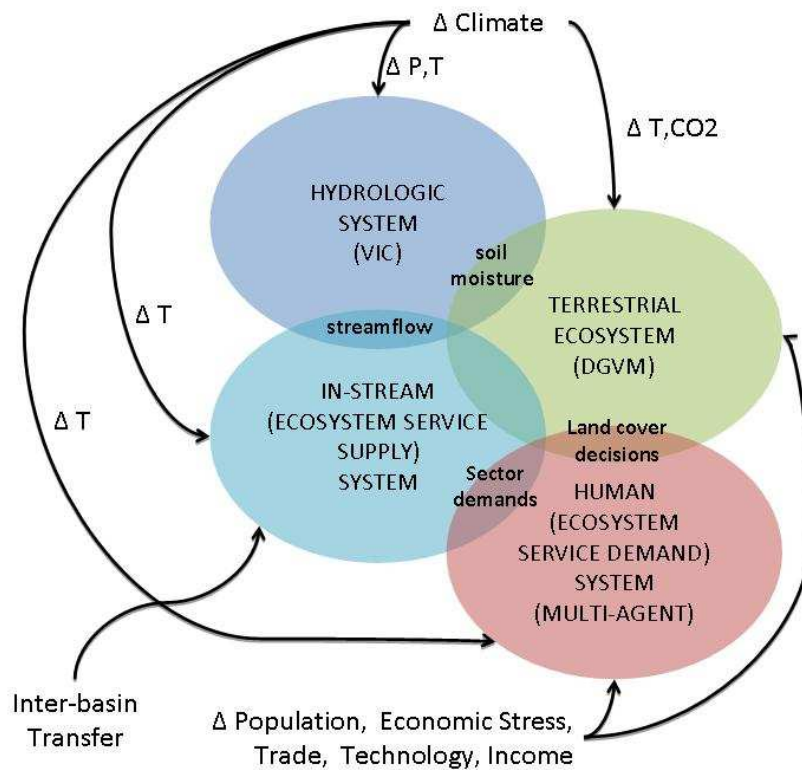 Δ Climate
Δ P,T
Δ T,CO2
HYDROLOGIC
SYSTEM
(VIC)
soil
moisture
TERRESTRIAL
ECOSYSTEM
(DGVM)
Δ T
streamflow
IN-STREAM
(ECOSYSTEM SERVICE
SUPPLY)
SYSTEM
Δ T
Land cover
decisions
Sector
demands
HUMAN
(ECOSYSTEM
SERVICE DEMAND)
SYSTEM
(MULTI-AGENT)
Inter-basin
Transfer
Δ Population, Economic Stress,
Trade, Technology, Income